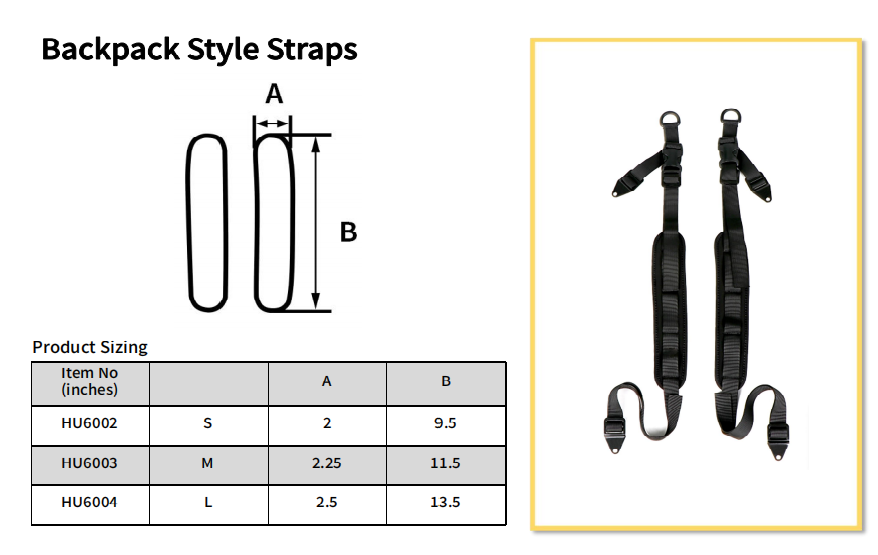 Backpack Style Straps
A
B
Product Sizing
Item No
(inches)
A
B
HU6002 S 2 9.5
HU6003 M 2.25 11.5
HU6004 L 2.5 13.5